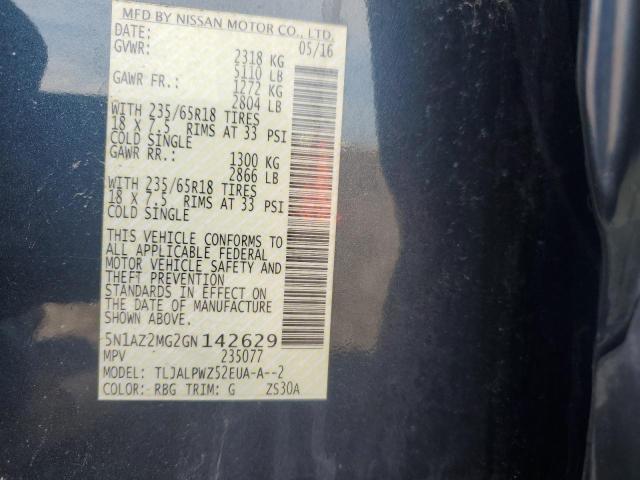 MFD BY NISSAN MOTOR CO., LTD.
DATE: 05/16
GVWR: 2318 KG
5110 LB
GAWR FR.: 1272 KG
2804 LB
WITH 235/65R18 TIRES
18 X 7.5 RIMS AT 33 PSI
COLD SINGLE
GAWR RR.: 1300 KG
2866 LB
WITH 235/65R18 TIRES
18 X 7.5 RIMS AT 33 PSI
COLD SINGLE
THIS VEHICLE CONFORMS TO
ALL APPLICABLE FEDERAL
MOTOR VEHICLE SAFETY AND
THEFT PREVENTION
STANDARDS IN EFFECT ON
THE DATE OF MANUFACTURE
SHOWN ABOVE.
5N1AZ2MG2GN142629
MPV 235077
MODEL: TLJALPWZ52EUA-A--2
COLOR: RBG TRIM: G ZS30A